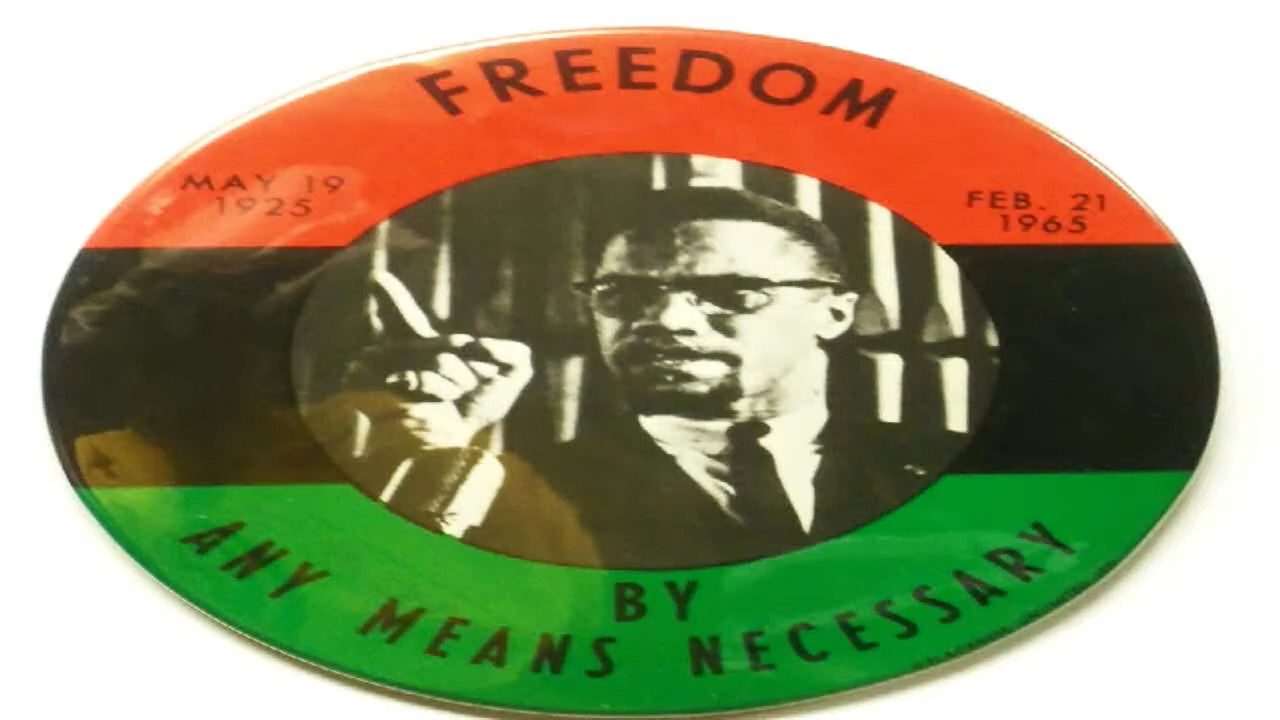 FREEDOM
MAY 19
1925
FEB. 21
1965
BY
ANY MEANS NECESSARY